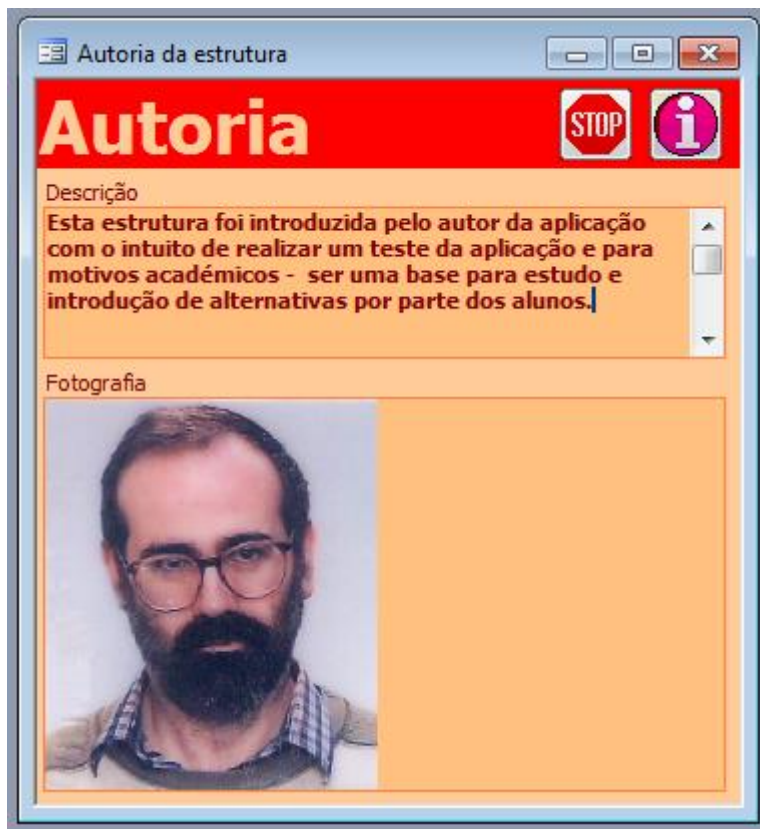 Autoria da estrutura
Autoria
STOP
i
Descrição
Esta estrutura foi introduzida pelo autor da aplicação
com o intuito de realizar um teste da aplicação e para
motivos académicos -  ser uma base para estudo e
introdução de alternativas por parte dos alunos.
Fotografia